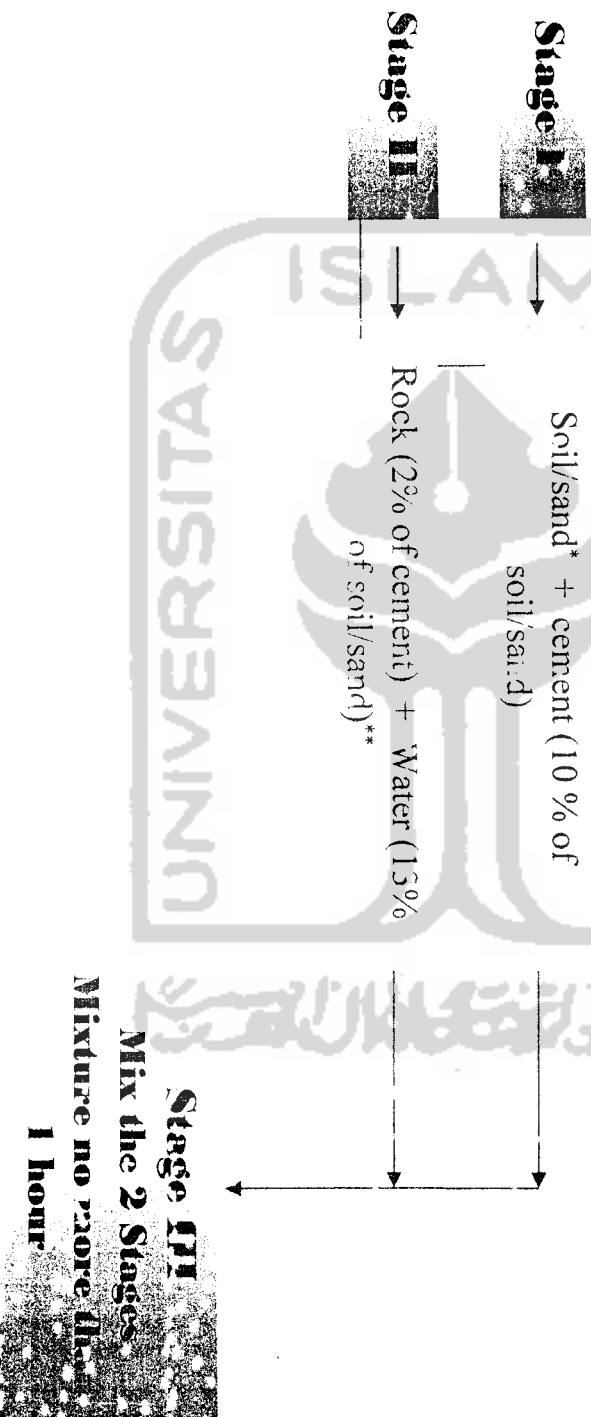 Stage I
Soil/sand* + cement (10 % of
soil/sand)
Stage II
Rock (2% of cement) + Water (
of soil/sand)**
Stage III
Mix the 2 Stages
Mixture no more
1 hour
UNIVERSITAS
ISLAM